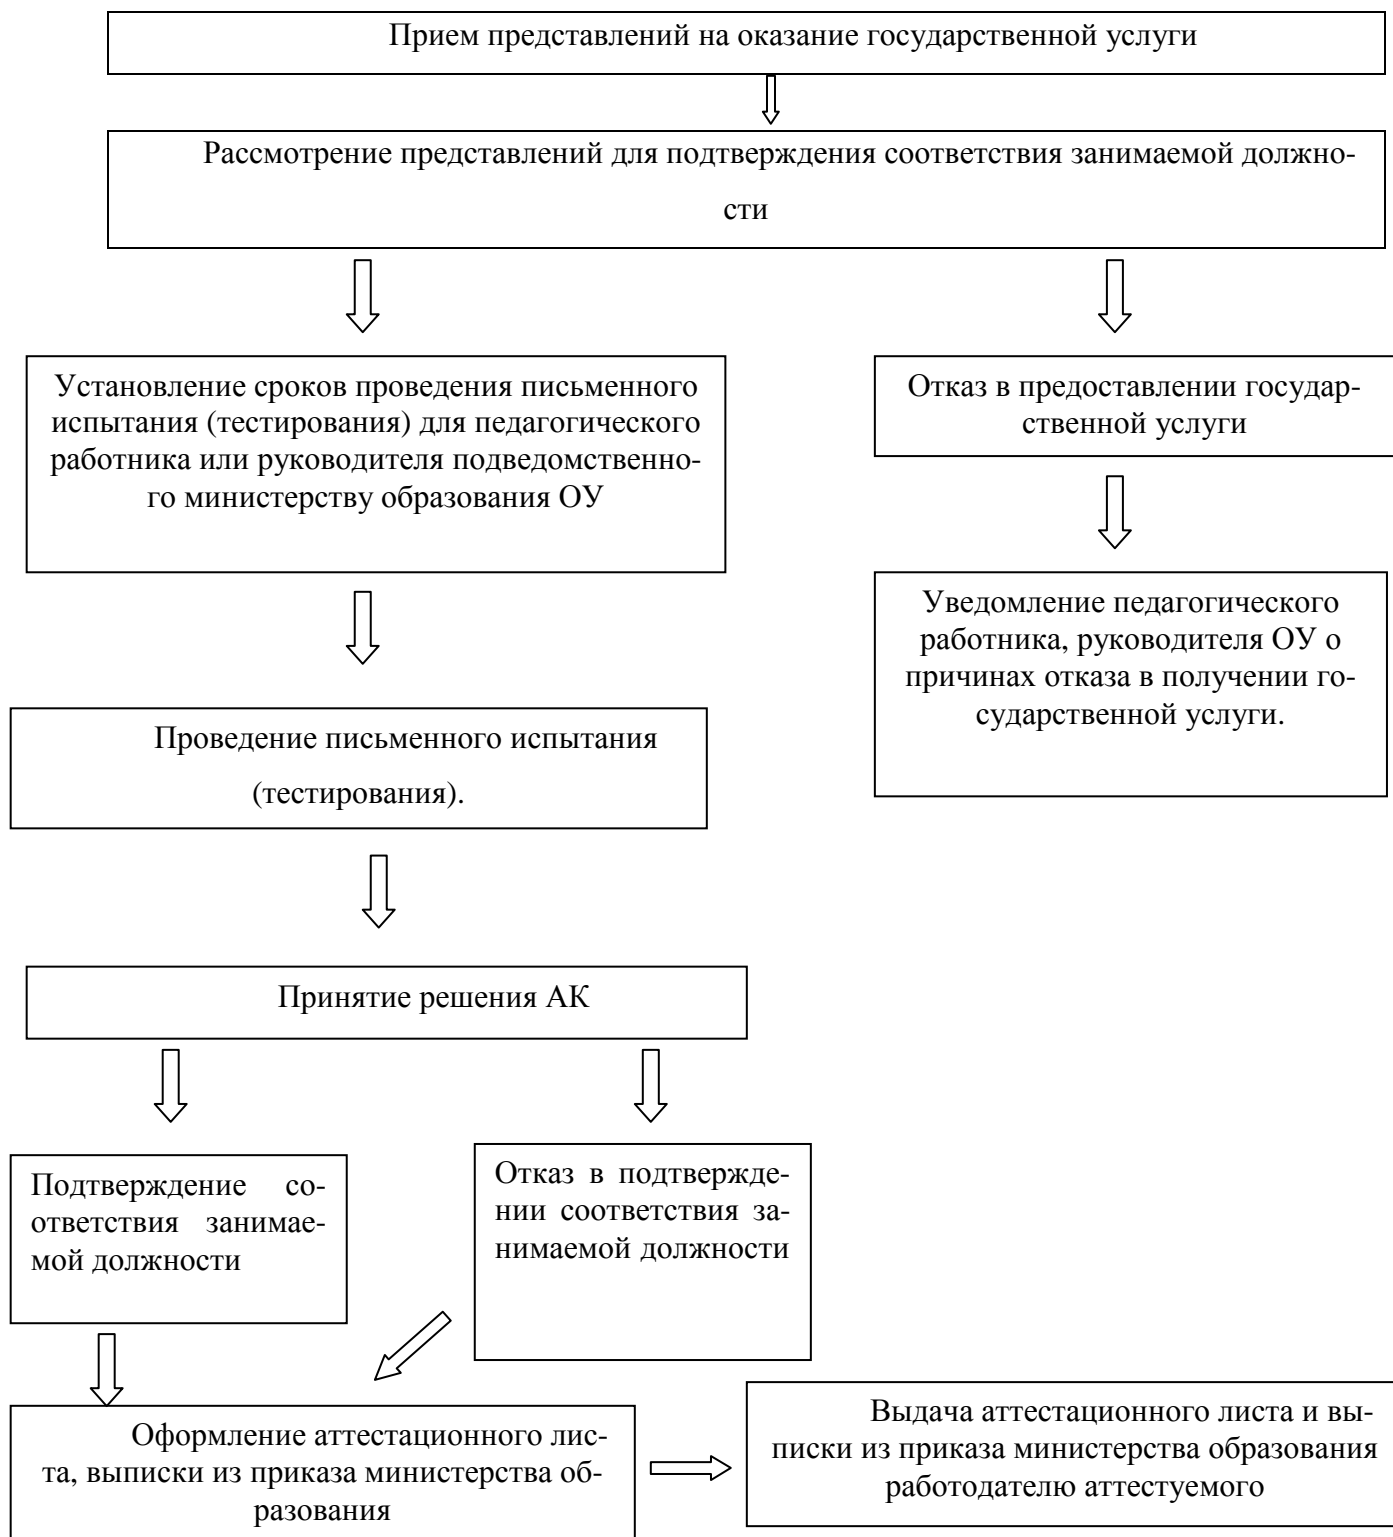 Прием представлений на оказание государственной услуги
Рассмотрение представлений для подтверждения соответствия занимаемой должно-
сти
Установление сроков проведения письменного
испытания (тестирования) для педагогического
работника или руководителя подведомственно-
го министерству образования ОУ
Отказ в предоставлении государ-
ственной услуги
Уведомление педагогического
работника, руководителя ОУ о
причинах отказа в получении го-
сударственной услуги.
Проведение письменного испытания
(тестирования).
Принятие решения АК
Подтверждение со-
ответствия занимае-
мой должности
Отказ в подтвержде-
нии соответствия за-
нимаемой должности
Оформление аттестационного лис-
та, выписки из приказа министерства об-
разования
Выдача аттестационного листа и вы-
писки из приказа министерства образования
работодателю аттестуемого